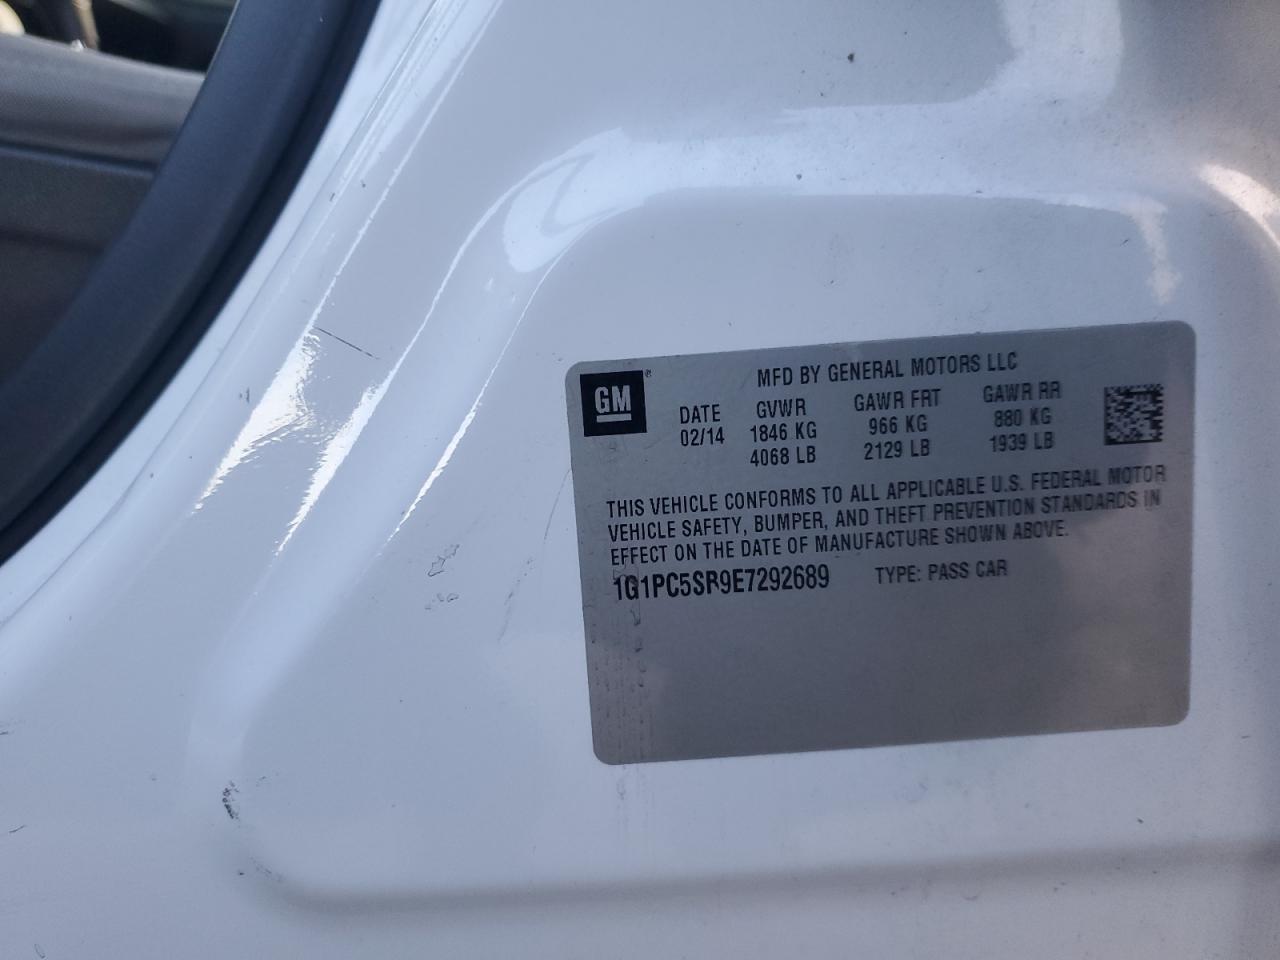 GM®
MFD BY GENERAL MOTORS LLC
DATE GVWR GAWR FRT GAWR RR
02/14 1846 KG 966 KG 880 KG
4068 LB 2129 LB 1939 LB
THIS VEHICLE CONFORMS TO ALL APPLICABLE U.S. FEDERAL MOTOR
VEHICLE SAFETY, BUMPER, AND THEFT PREVENTION STANDARDS IN
EFFECT ON THE DATE OF MANUFACTURE SHOWN ABOVE.
1G1PC5SR9E7292689 TYPE: PASS CAR